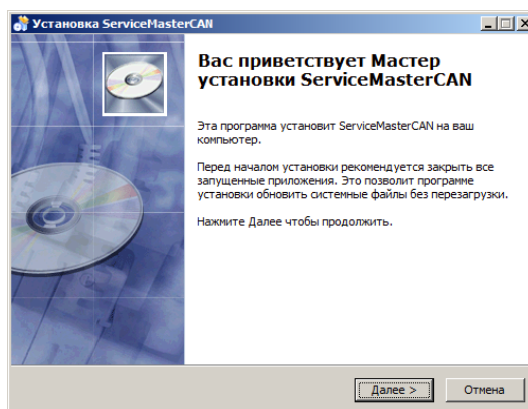 Установка ServiceMasterCAN
Вас приветствует Мастер
установки ServiceMasterCAN
Эта программа установит ServiceMasterCAN на ваш
компьютер.
Перед началом установки рекомендуется закрыть все
запущенные приложения. Это позволит программе
установки обновить системные файлы без перезагрузки.
Нажмите Далее чтобы продолжить.
Далее >
Отмена